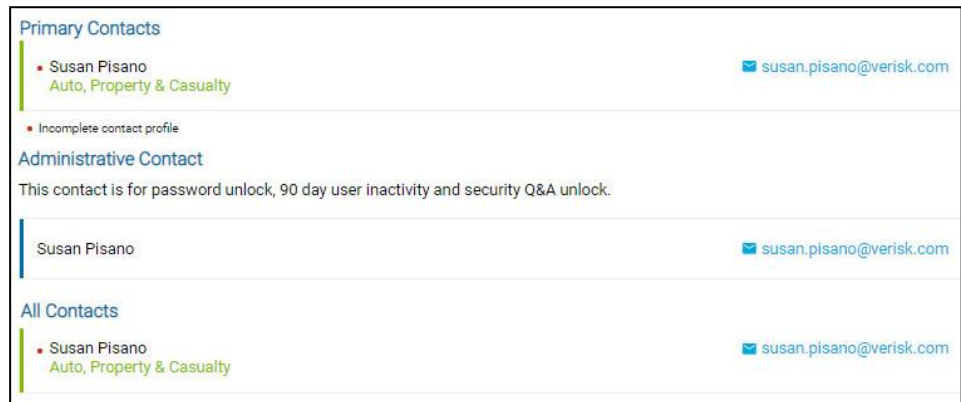 Primary Contacts
Susan Pisano susan.pisano@verisk.com
Auto, Property & Casualty
Incomplete contact profile
Administrative Contact
This contact is for password unlock, 90 day user inactivity and security Q&A unlock.
Susan Pisano susan.pisano@verisk.com
All Contacts
Susan Pisano susan.pisano@verisk.com
Auto, Property & Casualty